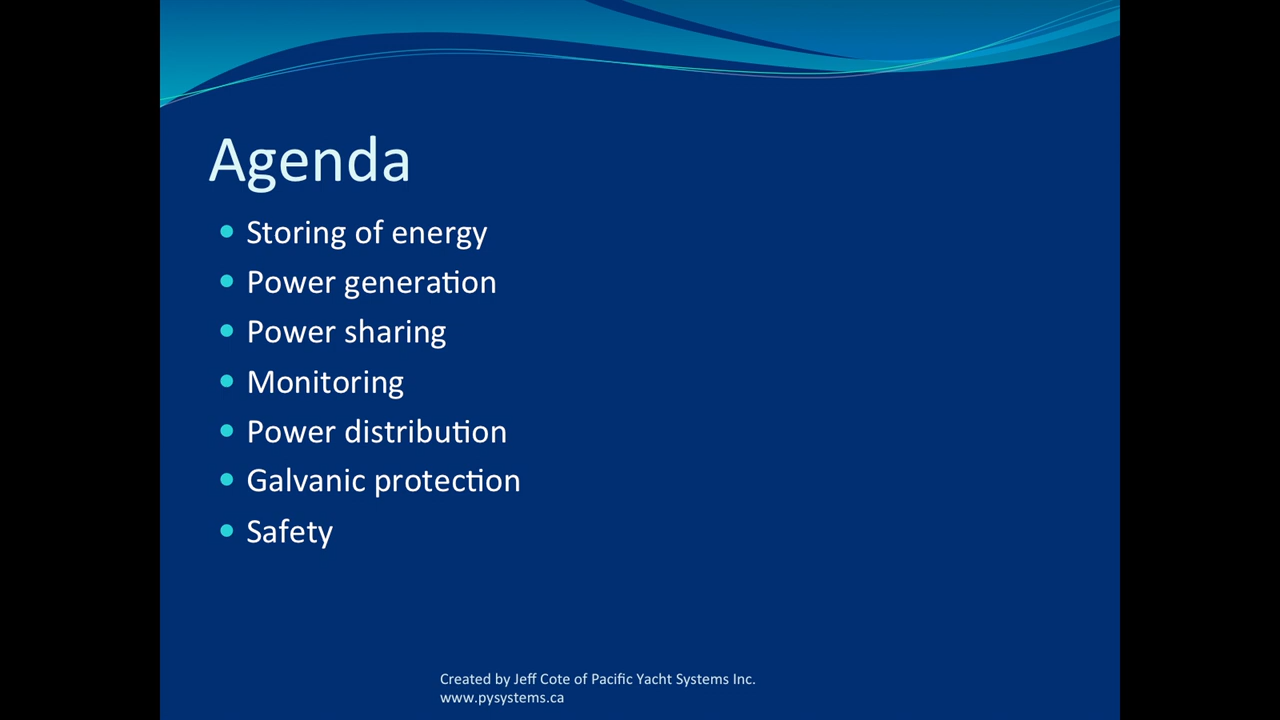 Agenda
Storing of energy
Power generation
Power sharing
Monitoring
Power distribution
Galvanic protection
Safety
Created by Jeff Cote of Pacific Yacht Systems Inc.
www.pysystems.ca